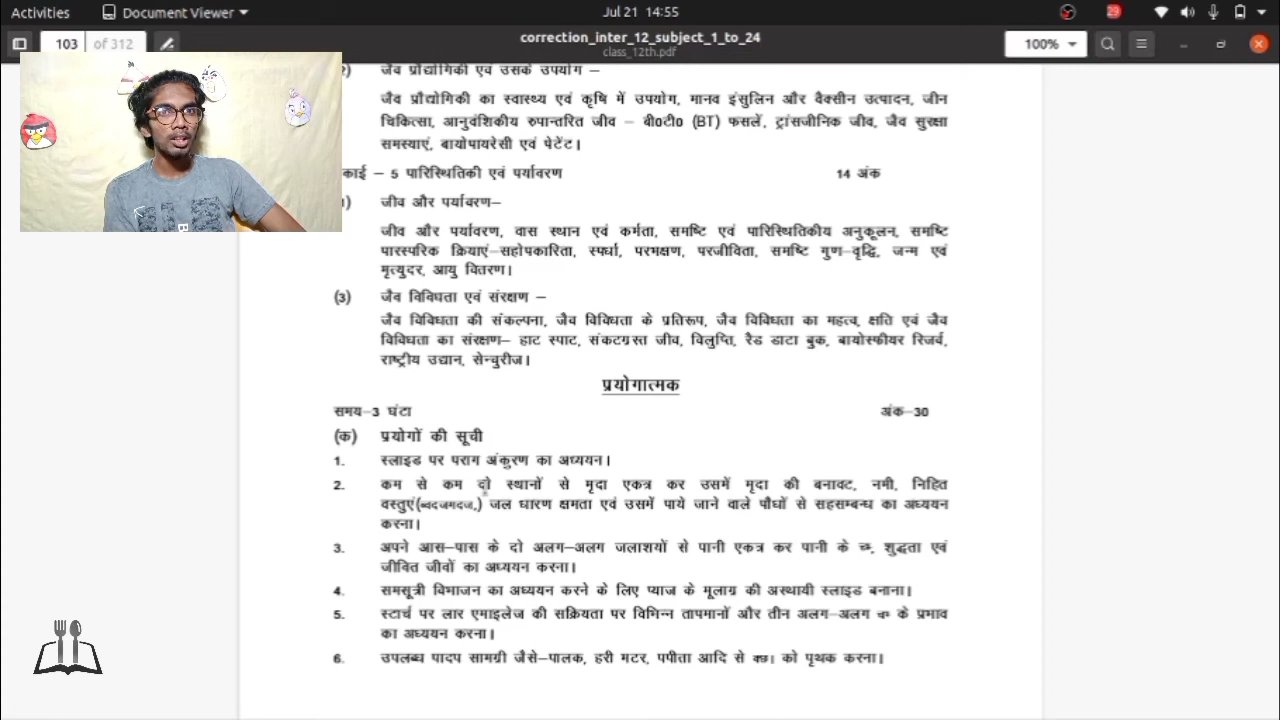 Activities
Document Viewer
Jul 21 14:55
29
103 of 312
correction_inter_12_subject_1_to_24
class_12th.pdf
100%
जैव प्रौद्योगिकी एवं उसके उपयोग –
जैव प्रौद्योगिकी का स्वास्थ्य एवं कृषि में उपयोग, मानव इंसुलिन और वैक्सीन उत्पादन, जीन
चिकित्सा, आनुवंशिकीय रुपान्तरित जीव – बी0टी0 (BT) फसलें, ट्रांसजीनिक जीव, जैव सुरक्षा
समस्याएं, बायोपायरेसी एवं पेटेंट।
काई – 5 पारिस्थितिकी एवं पर्यावरण 14 अंक
जीव और पर्यावरण–
जीव और पर्यावरण, वास स्थान एवं कर्मता, समष्टि एवं पारिस्थितिकीय अनुकूलन, समष्टि
पारस्परिक क्रियाएं–सहोपकारिता, स्पर्धा, परभक्षण, परजीविता, समष्टि गुण–वृद्धि, जन्म एवं
मृत्युदर, आयु वितरण।
(3) जैव विविघता एवं संरक्षण –
जैव विविघता की संकल्पना, जैव विविघता के प्रतिरूप, जैव विविघता का महत्व, क्षति एवं जैव
विविघता का संरक्षण– हाट स्पाट, संकटग्रस्त जीव, विलुप्ति, रैड डाटा बुक, बायोस्फीयर रिजर्व,
राष्ट्रीय उद्यान, सेन्चुरीज।
प्रयोगात्मक
समय–3 घंटा अंक–30
(क) प्रयोगों की सूची
1. स्लाइड पर पराग अंकुरण का अध्ययन।
2. कम से कम दो स्थानों से मृदा एकत्र कर उसमें मृदा की बनावट, नमी, निहित
वस्तुएं(ब्वदजमदज,) जल धारण क्षमता एवं उसमें पाये जाने वाले पौघों से सहसम्बन्ध का अध्ययन
करना।
3. अपने आस–पास के दो अलग–अलग जलाशयों से पानी एकत्र कर पानी के शुद्धता एवं
जीवित जीवों का अध्ययन करना।
4. समसूत्री विभाजन का अध्ययन करने के लिए प्याज के मूलाग्र की अस्थायी स्लाइड बनाना।
5. स्टार्च पर लार एमाइलेज की सक्रियता पर विभिन्न तापमानों और तीन अलग–अलग के प्रभाव
का अध्ययन करना।
6. उपलब्ध पादप सामग्री जैसे–पालक, हरी मटर, पपीता आदि से को पृथक करना।